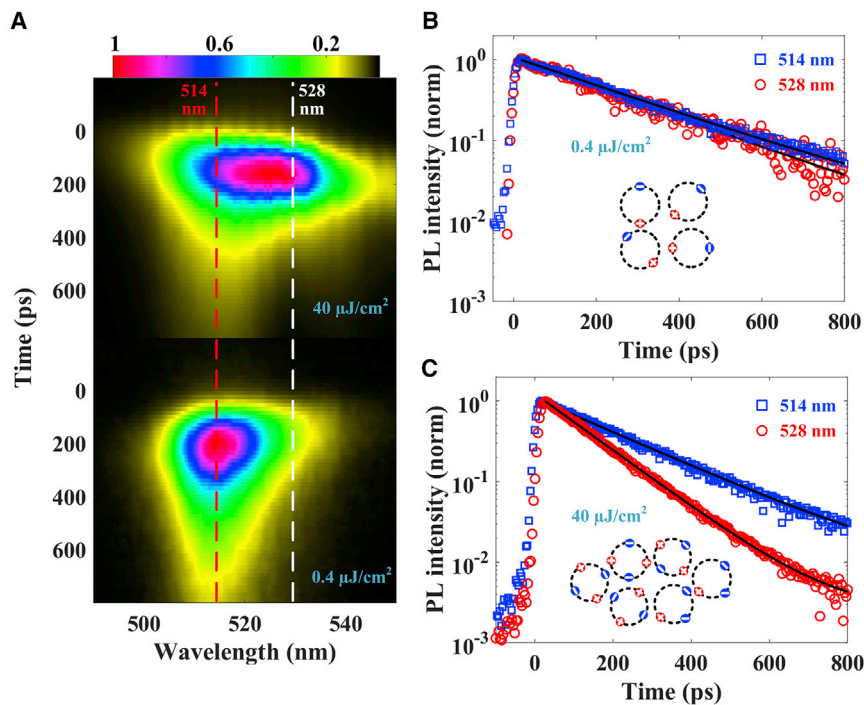 A
1 0.6 0.2
514 nm
528 nm
0
200
400
600
40 µJ/cm²
0
200
400
600
0.4 µJ/cm²
Time (ps)
500 520 540
Wavelength (nm)
B
PL intensity (norm)
10⁰
10⁻¹
10⁻²
10⁻³
514 nm
528 nm
0.4 µJ/cm²
0 200 400 600 800
Time (ps)
C
PL intensity (norm)
10⁰
10⁻¹
10⁻²
10⁻³
514 nm
528 nm
40 µJ/cm²
0 200 400 600 800
Time (ps)